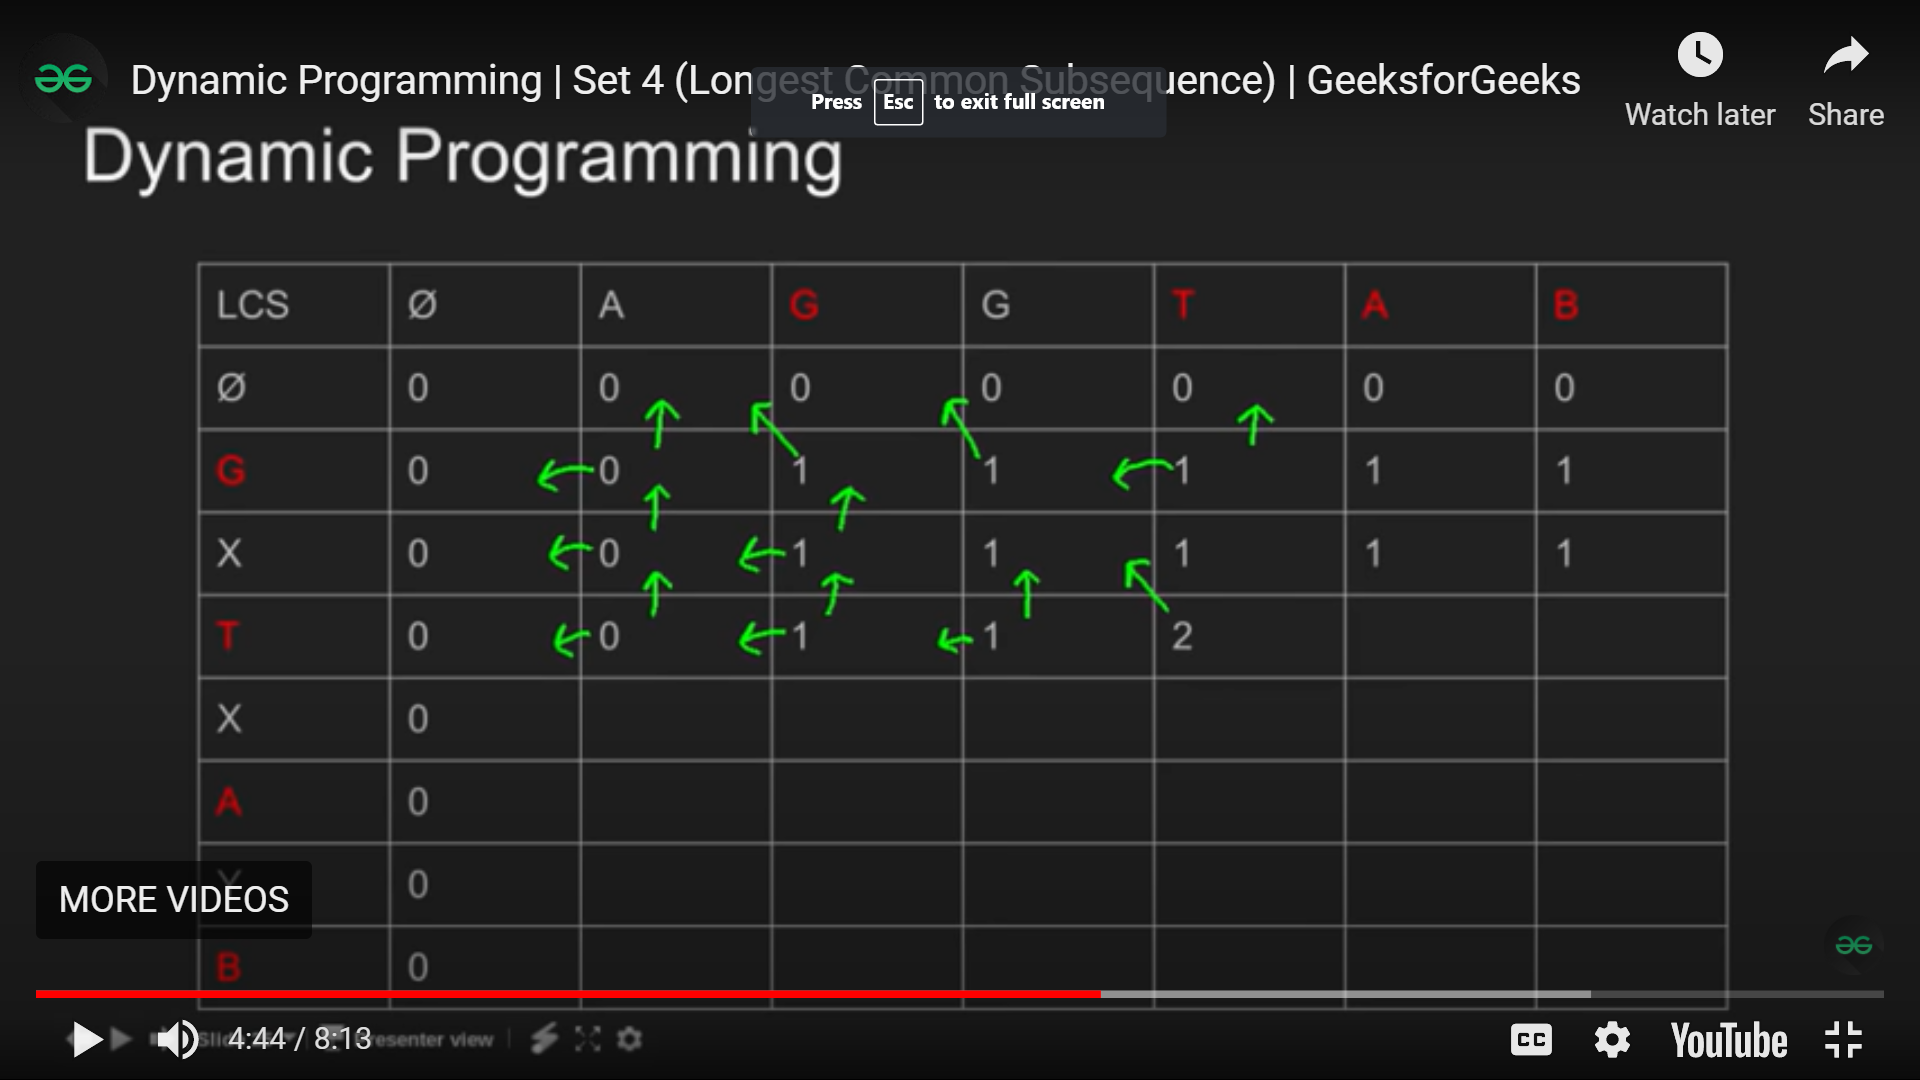 Dynamic Programming | Set 4 (Longest Common Subsequence) | GeeksforGeeks
Press Esc to exit full screen
Watch later
Share
Dynamic Programming
LCS Ø A G G T A B
Ø 0 0 0 0 0 0 0
G 0 0 1 1 1 1 1
X 0 0 1 1 1 1 1
T 0 0 1 1 2
X 0
A 0
Y 0
MORE VIDEOS
B 0
4:44 / 8:13
Presenter view
CC
YouTube